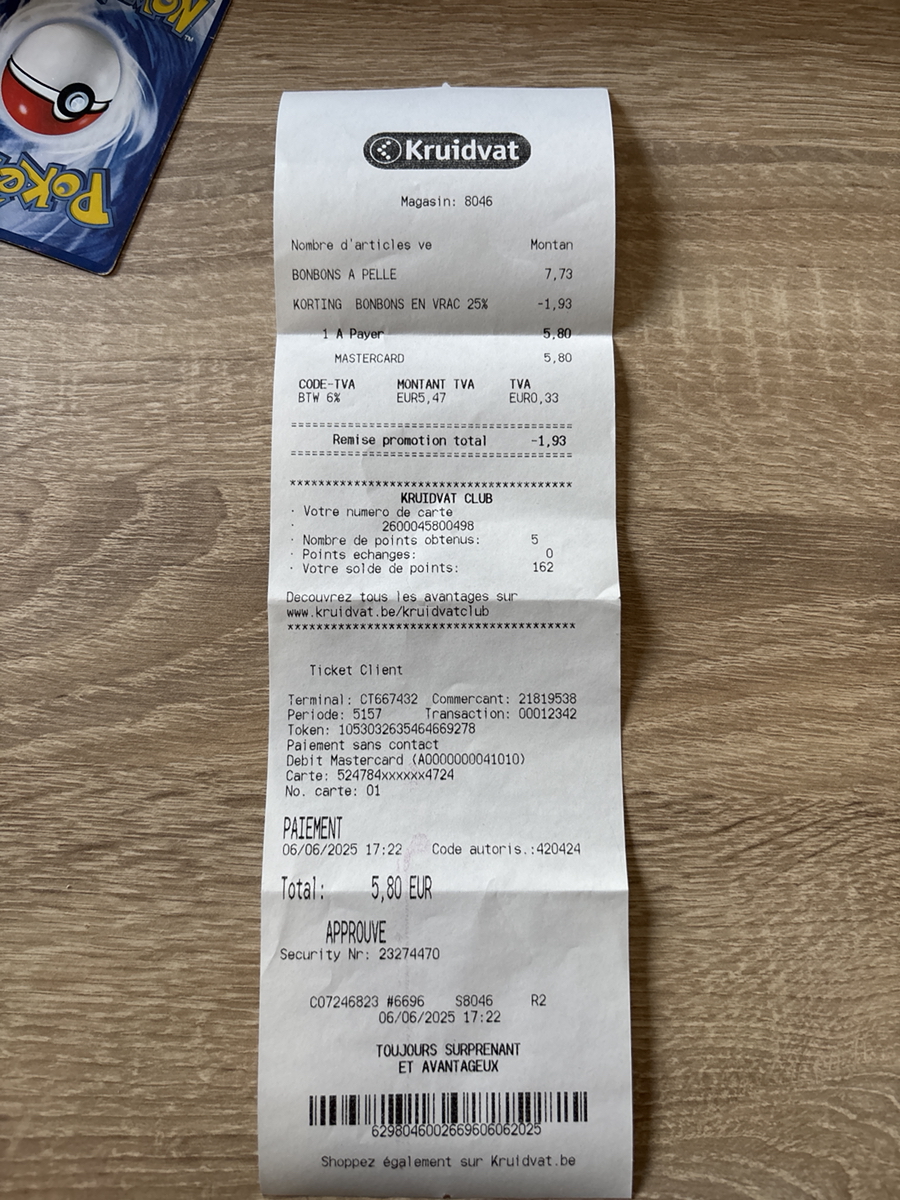 POKéMON
Poké
Kruidvat
Magasin: 8046
Nombre d'articles ve Montan
BONBONS A PELLE 7,73
KORTING BONBONS EN VRAC 25% -1,93
1 A Payer 5,80
MASTERCARD 5,80
CODE-TVA MONTANT TVA TVA
BTW 6% EUR5,47 EUR0,33
=======================================
Remise promotion total -1,93
=======================================
***************************************
KRUIDVAT CLUB
· Votre numero de carte
· 2600045800498
· Nombre de points obtenus: 5
· Points echanges: 0
· Votre solde de points: 162
Decouvrez tous les avantages sur
www.kruidvat.be/kruidvatclub
***************************************
Ticket Client
Terminal: CT667432 Commercant: 21819538
Periode: 5157 Transaction: 00012342
Token: 1053032635464669278
Paiement sans contact
Debit Mastercard (A0000000041010)
Carte: 524784xxxxxx4724
No. carte: 01
PAIEMENT
06/06/2025 17:22 Code autoris.:420424
Total: 5,80 EUR
APPROUVE
Security Nr: 23274470
C07246823 #6696 S8046 R2
06/06/2025 17:22
TOUJOURS SURPRENANT
ET AVANTAGEUX
6298046002669606062025
Shoppez également sur Kruidvat.be